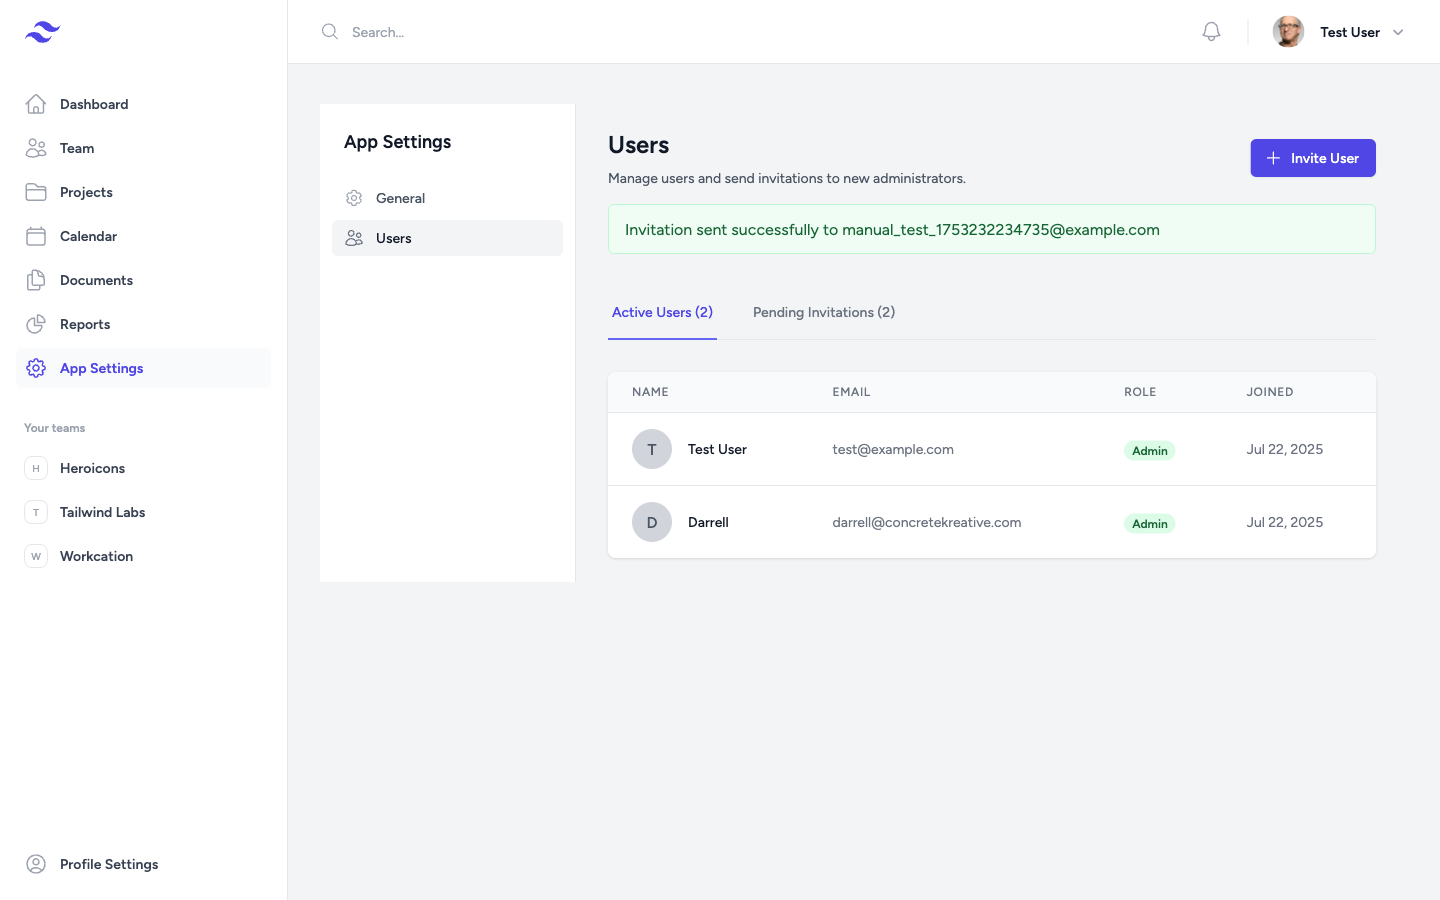 Search...
Test User
Dashboard
Team
Projects
Calendar
Documents
Reports
App Settings
Your teams
H Heroicons
T Tailwind Labs
W Workcation
Profile Settings
App Settings
General
Users
Users
Manage users and send invitations to new administrators.
Invite User
Invitation sent successfully to manual_test_1753232234735@example.com
Active Users (2) Pending Invitations (2)
NAME EMAIL ROLE JOINED
T Test User test@example.com Admin Jul 22, 2025
D Darrell darrell@concretekreative.com Admin Jul 22, 2025